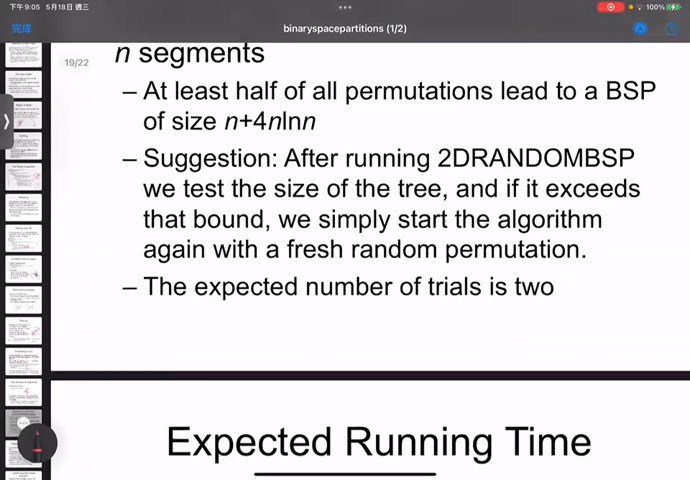 下午9:05 5月18日 週三
100%
完成
binaryspacepartitions (1/2)
19/22
n segments
– At least half of all permutations lead to a BSP
of size n+4nlnn
– Suggestion: After running 2DRANDOMBSP
we test the size of the tree, and if it exceeds
that bound, we simply start the algorithm
again with a fresh random permutation.
– The expected number of trials is two
Expected Running Time